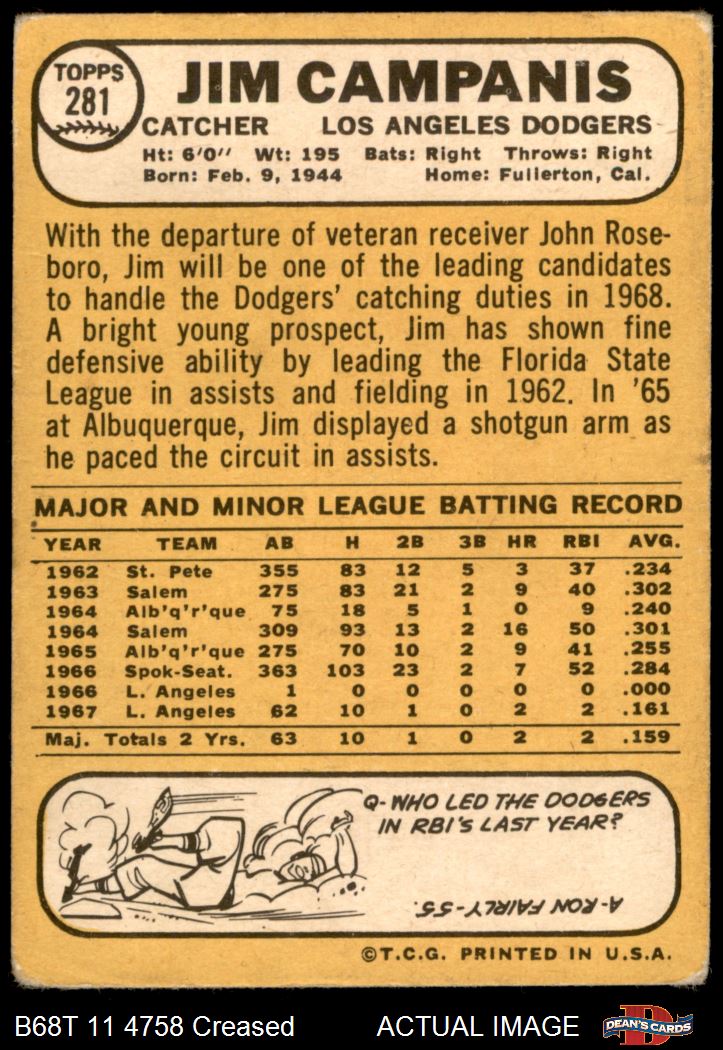 TOPPS
281
JIM CAMPANIS
CATCHER LOS ANGELES DODGERS
Ht: 6'0'' Wt: 195 Bats: Right Throws: Right
Born: Feb. 9, 1944 Home: Fullerton, Cal.
With the departure of veteran receiver John Rose-
boro, Jim will be one of the leading candidates
to handle the Dodgers' catching duties in 1968.
A bright young prospect, Jim has shown fine
defensive ability by leading the Florida State
League in assists and fielding in 1962. In '65
at Albuquerque, Jim displayed a shotgun arm as
he paced the circuit in assists.
MAJOR AND MINOR LEAGUE BATTING RECORD
YEAR TEAM AB H 2B 3B HR RBI AVG.
1962 St. Pete 355 83 12 5 3 37 .234
1963 Salem 275 83 21 2 9 40 .302
1964 Alb'q'r'que 75 18 5 1 0 9 .240
1964 Salem 309 93 13 2 16 50 .301
1965 Alb'q'r'que 275 70 10 2 9 41 .255
1966 Spok-Seat. 363 103 23 2 7 52 .284
1966 L. Angeles 1 0 0 0 0 0 .000
1967 L. Angeles 62 10 1 0 2 2 .161
Maj. Totals 2 Yrs. 63 10 1 0 2 2 .159
Q-WHO LED THE DODGERS
IN RBI'S LAST YEAR?
A-RON FAIRLY-55.
©T.C.G. PRINTED IN U.S.A.
B68T 11 4758 Creased ACTUAL IMAGE
D
DEAN'S CARDS